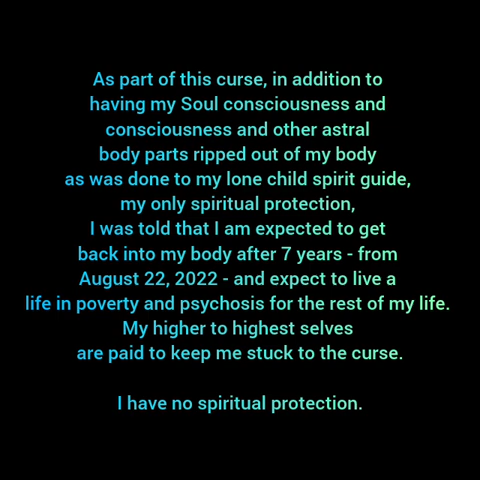 As part of this curse, in addition to
having my Soul consciousness and
consciousness and other astral
body parts ripped out of my body
as was done to my lone child spirit guide,
my only spiritual protection,
I was told that I am expected to get
back into my body after 7 years - from
August 22, 2022 - and expect to live a
life in poverty and psychosis for the rest of my life.
My higher to highest selves
are paid to keep me stuck to the curse.
I have no spiritual protection.